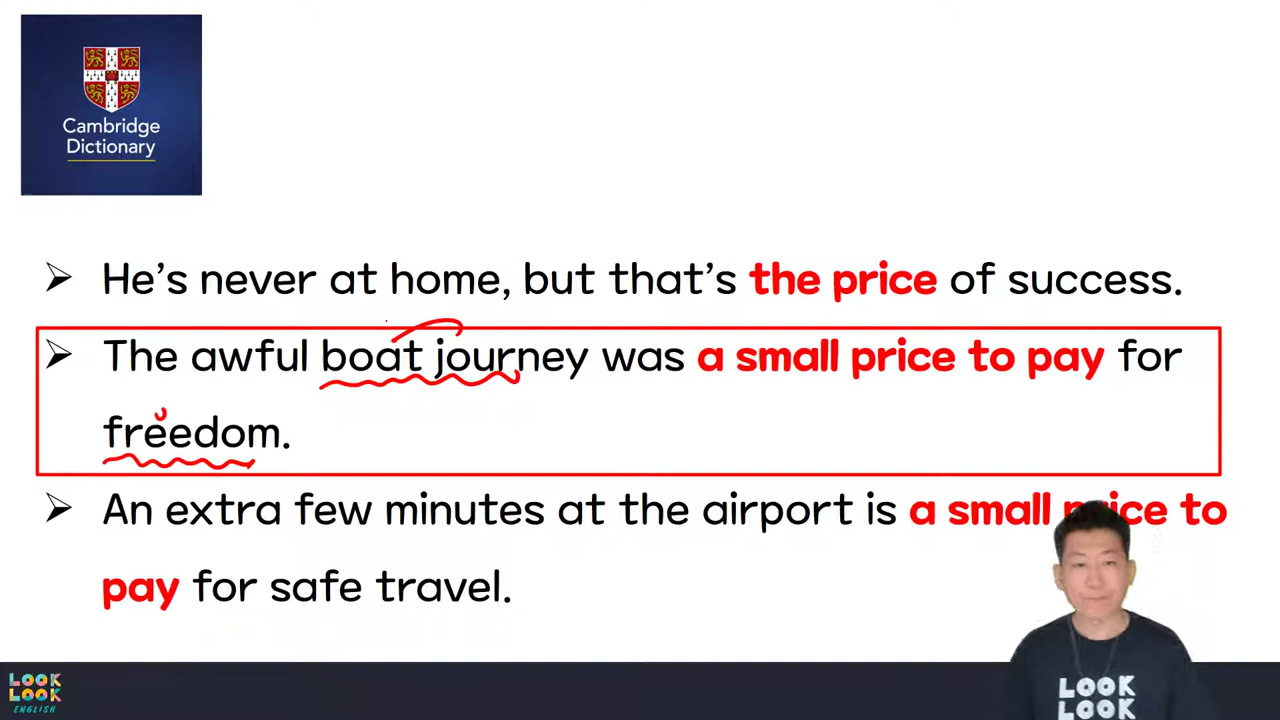 Cambridge
Dictionary
➢ He's never at home, but that's the price of success.
➢ The awful boat journey was a small price to pay for
freedom.
➢ An extra few minutes at the airport is a small price to
pay for safe travel.
LOOK
LOOK
ENGLISH
LOOK
LOOK